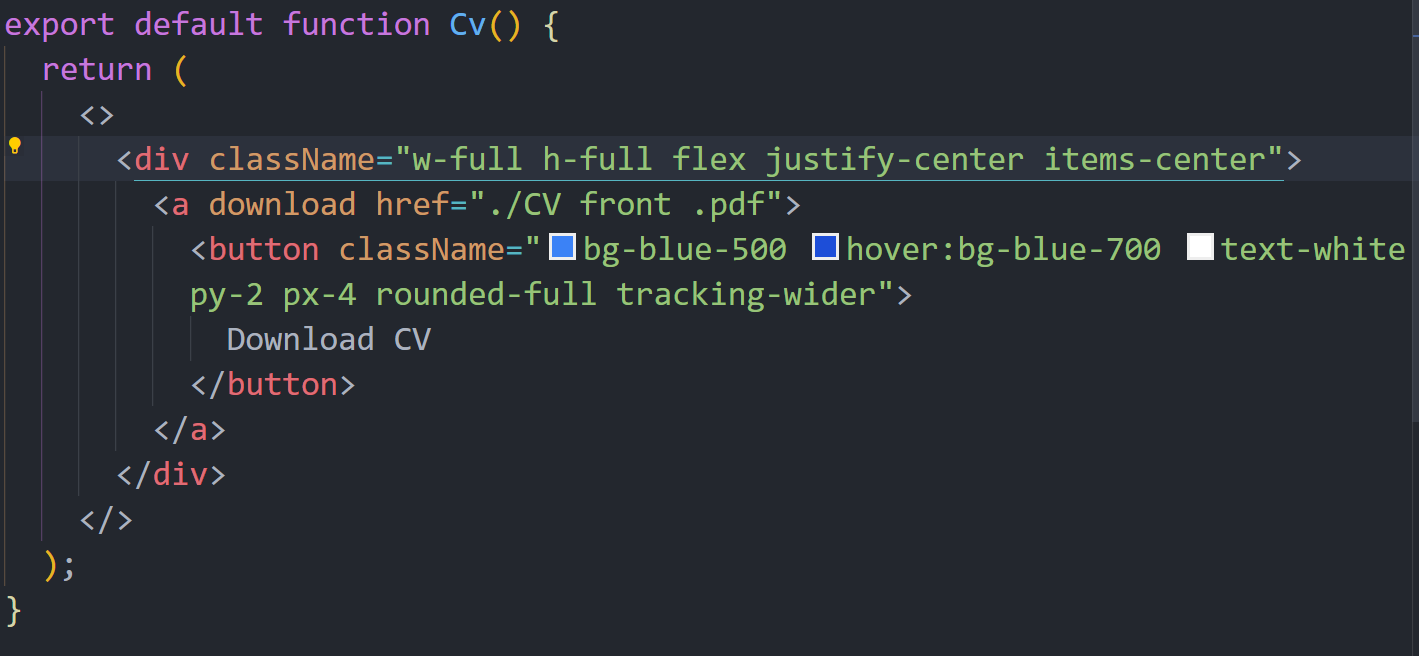 export default function Cv() {
  return (
    <>
      <div className="w-full h-full flex justify-center items-center">
        <a download href="./CV front .pdf">
          <button className="bg-blue-500 hover:bg-blue-700 text-white
          py-2 px-4 rounded-full tracking-wider">
            Download CV
          </button>
        </a>
      </div>
    </>
  );
}